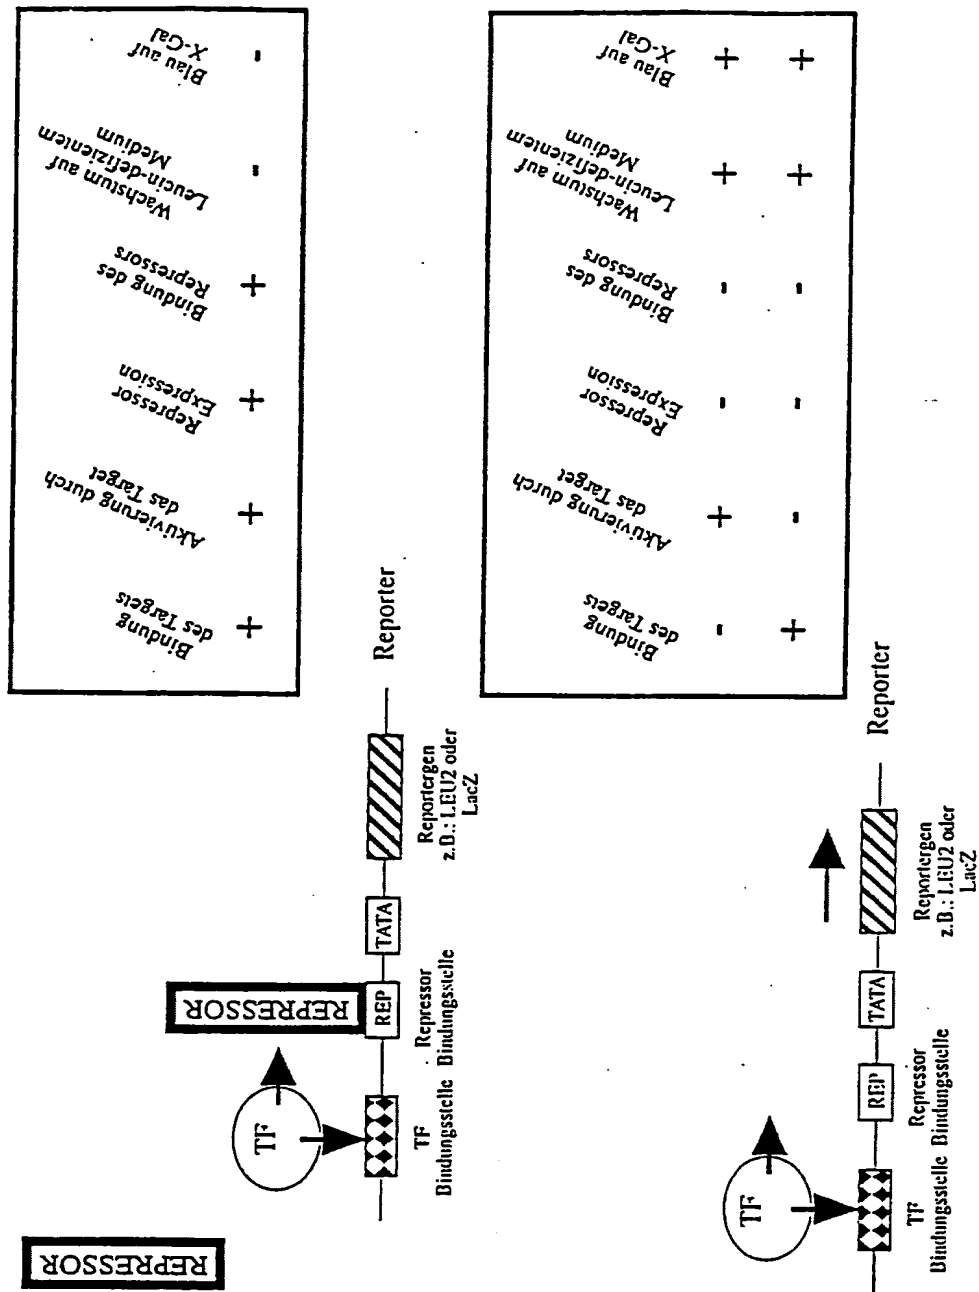 REPRESSOR
REPRESSOR
TF
REP
TATA
TF
Bindungsstelle
Repressor
Bindungsstelle
Reportergen
z.B.: LEU2 oder
LacZ
Reporter
Bindung
des Targets
Aktivierung durch
das Target
Repressor
Expression
Bindung des
Repressors
Wachstum auf
Leucin-defizientem
Medium
Blau auf
X-Gal
+ + + + - -
TF
REP
TATA
TF
Bindungsstelle
Repressor
Bindungsstelle
Reportergen
z.B.: LEU2 oder
LacZ
Reporter
Bindung
des Targets
Aktivierung durch
das Target
Repressor
Expression
Bindung des
Repressors
Wachstum auf
Leucin-defizientem
Medium
Blau auf
X-Gal
- + - - + +
+ - - - + +